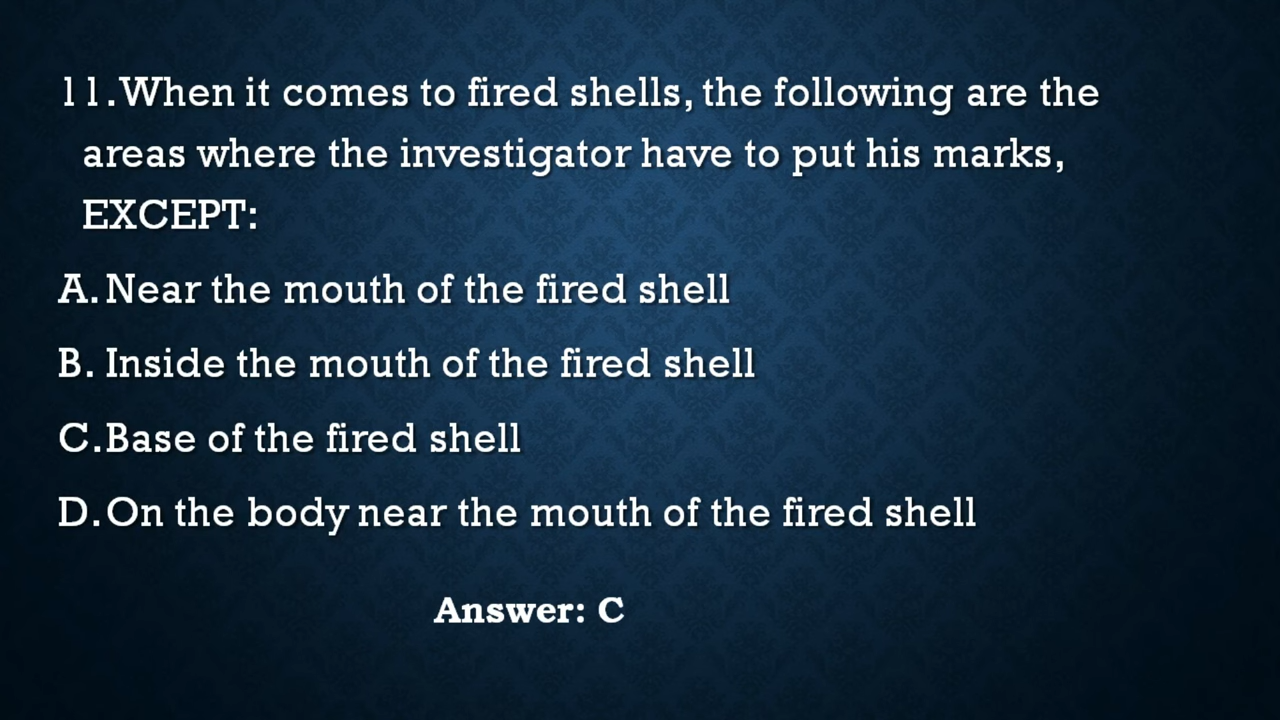 11.When it comes to fired shells, the following are the
areas where the investigator have to put his marks,
EXCEPT:
A. Near the mouth of the fired shell
B. Inside the mouth of the fired shell
C. Base of the fired shell
D. On the body near the mouth of the fired shell
Answer: C